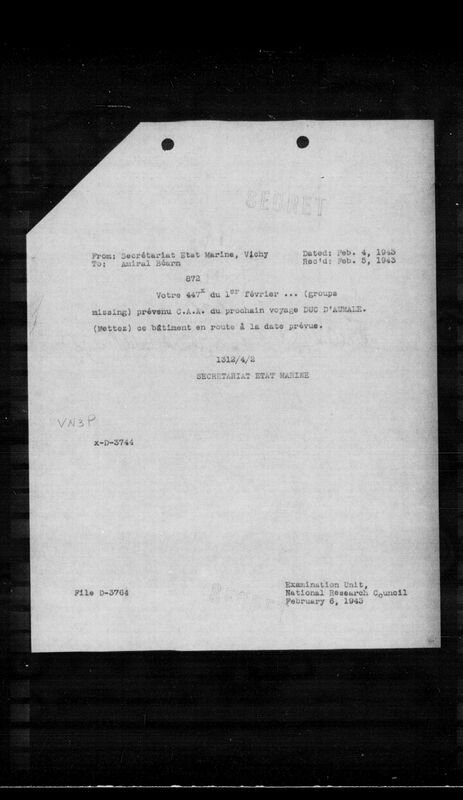 SECRET
From: Secrétariat Etat Marine, Vichy Dated: Feb. 4, 1943
To: Amiral Béarn Rec'd: Feb. 5, 1943
872
Votre 447x du 1er février ... (groups
missing) prévenu C.A.A. du prochain voyage DUC D'AUMALE.
(Mettez) ce bâtiment en route à la date prévue.
1312/4/2
SECRETARIAT ETAT MARINE
VN3P
x-D-3744
SECRET
File D-3764
Examination Unit,
National Research Council
February 6, 1943